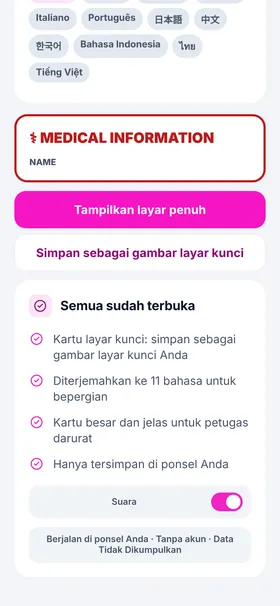 Italiano Português 日本語 中文
한국어 Bahasa Indonesia ไทย
Tiếng Việt
⚕ MEDICAL INFORMATION
NAME
Tampilkan layar penuh
Simpan sebagai gambar layar kunci
Semua sudah terbuka
Kartu layar kunci: simpan sebagai
gambar layar kunci Anda
Diterjemahkan ke 11 bahasa untuk
bepergian
Kartu besar dan jelas untuk petugas
darurat
Hanya tersimpan di ponsel Anda
Suara
Berjalan di ponsel Anda · Tanpa akun · Data
Tidak Dikumpulkan